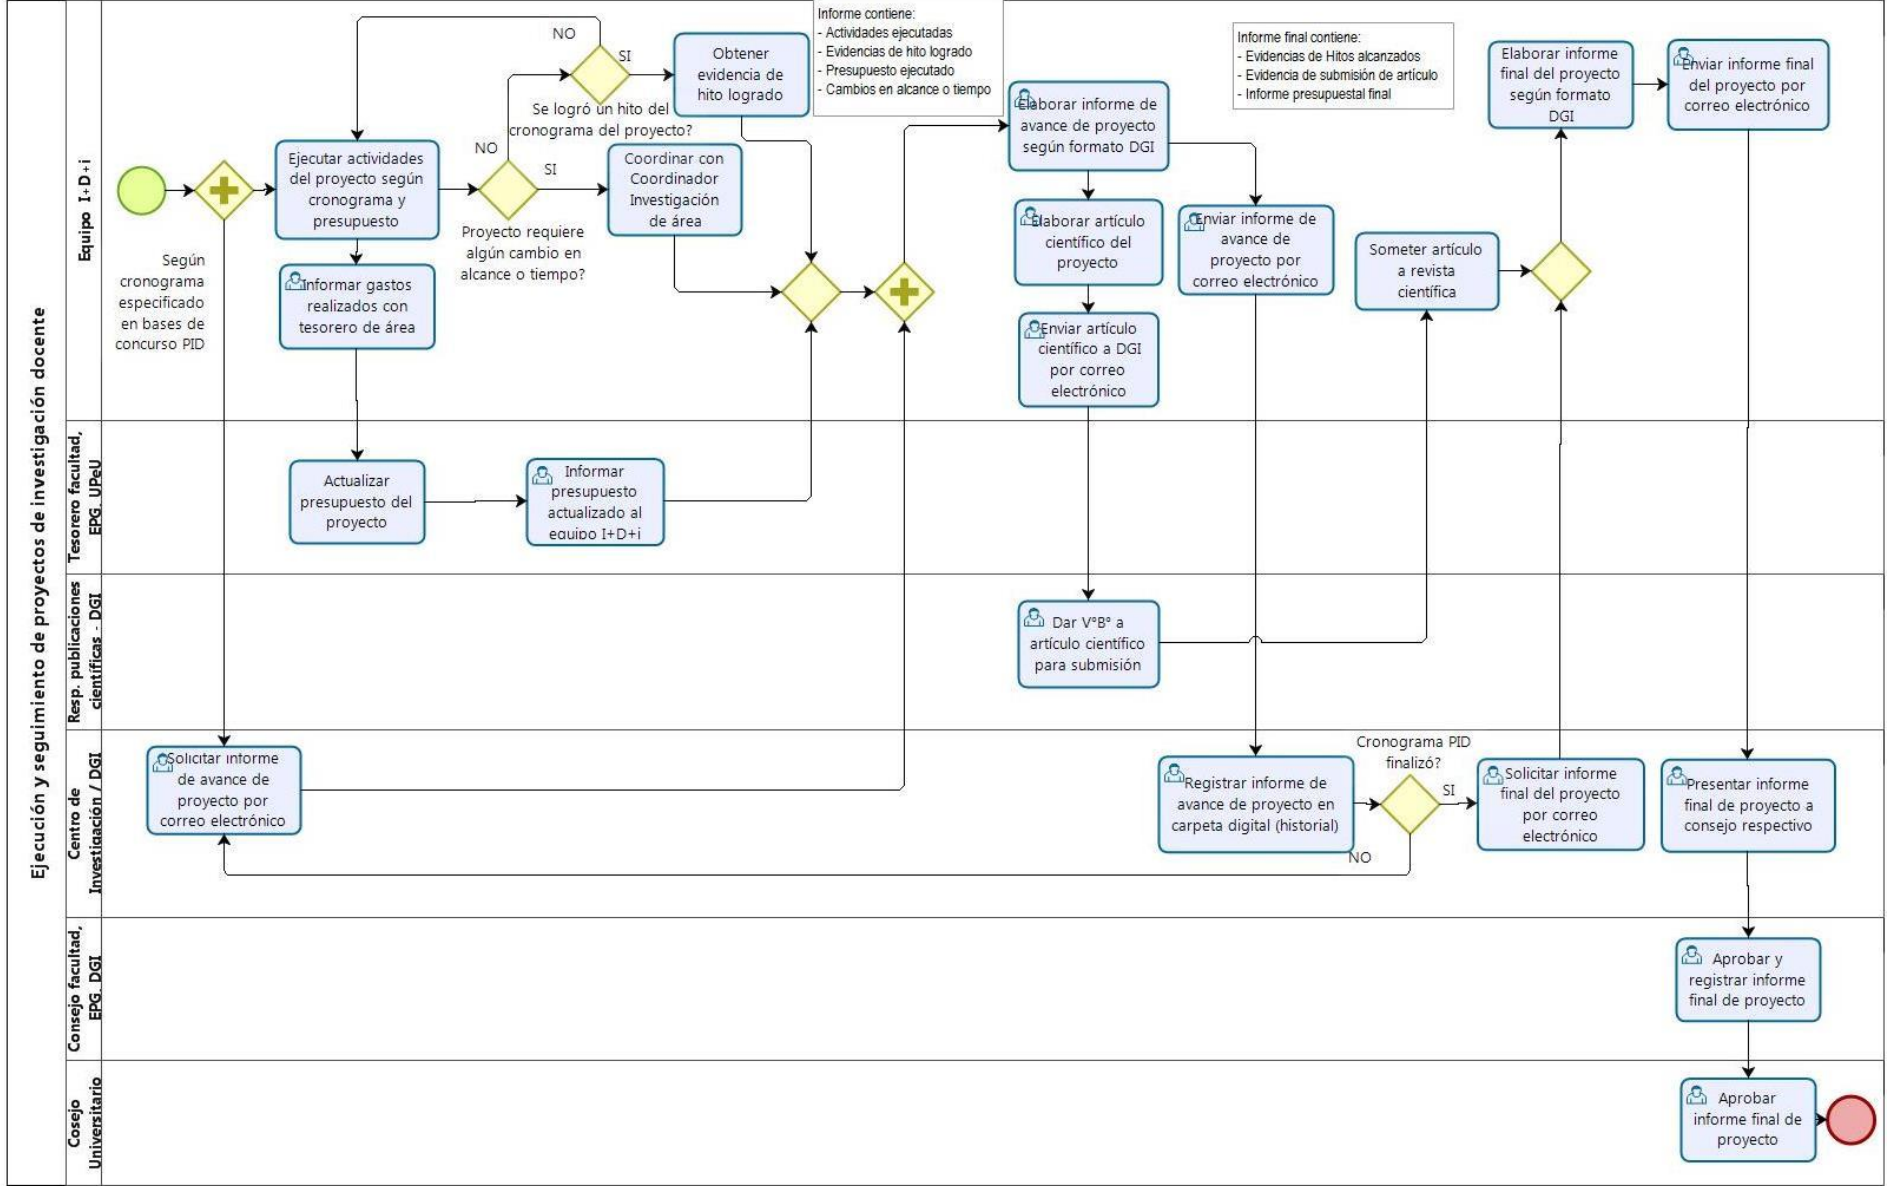 Ejecución y seguimiento de proyectos de investigación docente
Equipo I+D+i
Según
cronograma
especificado
en bases de
concurso PID
Ejecutar actividades
del proyecto según
cronograma y
presupuesto
Informar gastos
realizados con
tesorero de área
NO
SI
Se logró un hito del
cronograma del proyecto?
NO
SI
Proyecto requiere
algún cambio en
alcance o tiempo?
Obtener
evidencia de
hito logrado
Coordinar con
Coordinador
Investigación
de área
Informe contiene:
- Actividades ejecutadas
- Evidencias de hito logrado
- Presupuesto ejecutado
- Cambios en alcance o tiempo
Elaborar informe de
avance de proyecto
según formato DGI
Elaborar artículo
científico del
proyecto
Enviar artículo
científico a DGI
por correo
electrónico
Enviar informe de
avance de
proyecto por
correo electrónico
Informe final contiene:
- Evidencias de Hitos alcanzados
- Evidencia de submisión de artículo
- Informe presupuestal final
Someter artículo
a revista
científica
Elaborar informe
final del proyecto
según formato
DGI
Enviar informe final
del proyecto por
correo electrónico
Tesorero facultad,
EPG. UPeU
Actualizar
presupuesto del
proyecto
Informar
presupuesto
actualizado al
equipo I+D+i
Resp. publicaciones
científicas - DGI
Dar V°B° a
artículo científico
para submisión
Centro de
Investigación / DGI
Solicitar informe
de avance de
proyecto por
correo electrónico
Registrar informe de
avance de proyecto en
carpeta digital (historial)
Cronograma PID
finalizó?
SI
NO
Solicitar informe
final del proyecto
por correo
electrónico
Presentar informe
final de proyecto a
consejo respectivo
Consejo facultad,
EPG. DGI
Aprobar y
registrar informe
final de proyecto
Cosejo
Universitario
Aprobar
informe final de
proyecto